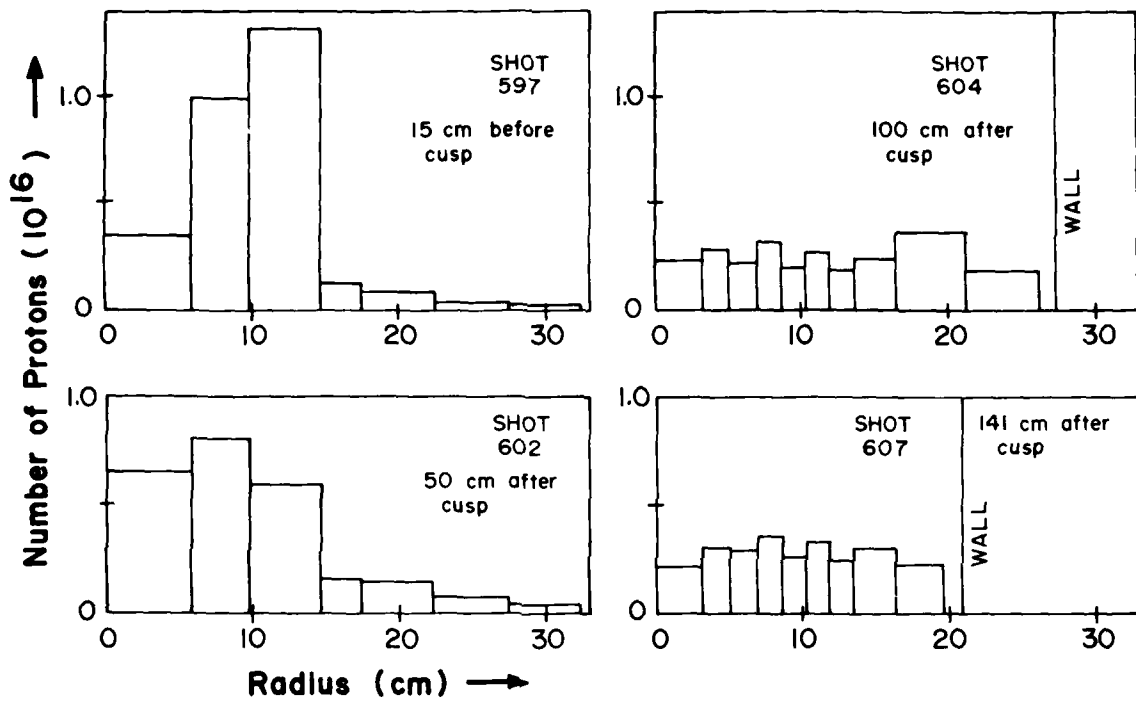 Number of Protons (10^16)
1.0
0
SHOT
597
15 cm before
cusp
0 10 20 30
1.0
0
SHOT
604
100 cm after
cusp
WALL
0 10 20 30
1.0
0
SHOT
602
50 cm after
cusp
0 10 20 30
1.0
0
SHOT
607
141 cm after
cusp
WALL
0 10 20 30
Radius (cm)